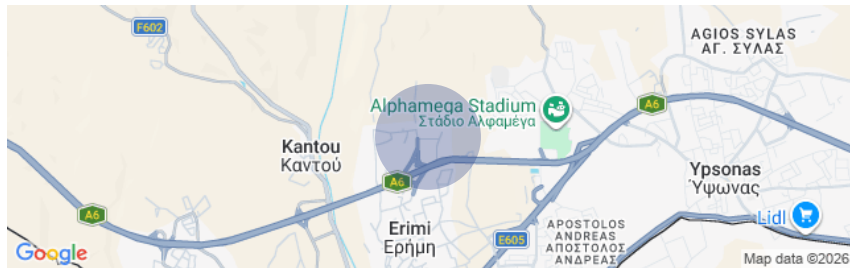 F602
AGIOS SYLAS
ΑΓ. ΣΥΛΑΣ
Alphamega Stadium
Στάδιο Αλφαμέγα
A6
Kantou
Καντού
Ypsonas
Ύψωνας
A6
A6
Lidl
Erimi
Ερήμη
APOSTOLOS
ANDREAS
ΑΠΟΣΤΟΛΟΣ
ΑΝΔΡΕΑΣ
E605
Google
Map data ©2026